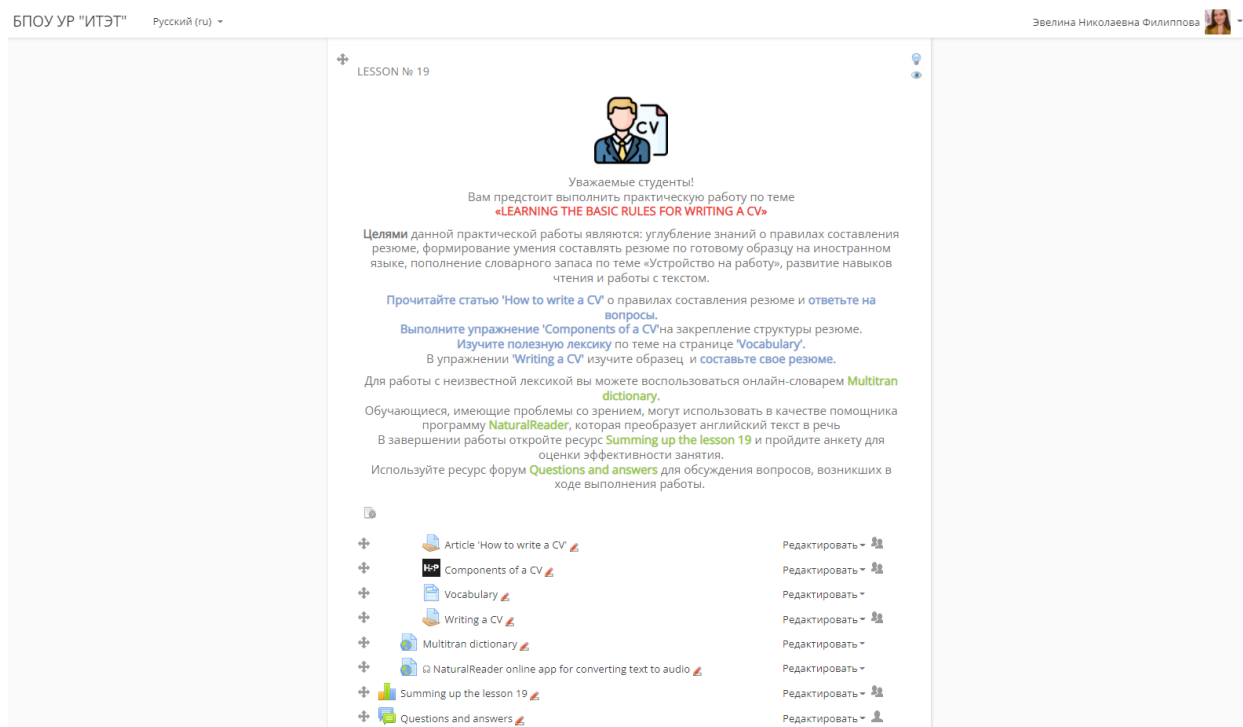 БПОУ УР "ИТЭТ"
Русский (ru)
Эвелина Николаевна Филиппова
LESSON № 19
CV
Уважаемые студенты!
Вам предстоит выполнить практическую работу по теме
«LEARNING THE BASIC RULES FOR WRITING A CV»
Целями данной практической работы являются: углубление знаний о правилах составления
резюме, формирование умения составлять резюме по готовому образцу на иностранном
языке, пополнение словарного запаса по теме «Устройство на работу», развитие навыков
чтения и работы с текстом.
Прочитайте статью 'How to write a CV' о правилах составления резюме и ответьте на
вопросы.
Выполните упражнение 'Components of a CV'на закрепление структуры резюме.
Изучите полезную лексику по теме на странице 'Vocabulary'.
В упражнении 'Writing a CV' изучите образец и составьте свое резюме.
Для работы с неизвестной лексикой вы можете воспользоваться онлайн-словарем Multitran
dictionary.
Обучающиеся, имеющие проблемы со зрением, могут использовать в качестве помощника
программу NaturalReader, которая преобразует английский текст в речь
В завершении работы откройте ресурс Summing up the lesson 19 и пройдите анкету для
оценки эффективности занятия.
Используйте ресурс форум Questions and answers для обсуждения вопросов, возникших в
ходе выполнения работы.
Article 'How to write a CV' Редактировать
H5P Components of a CV Редактировать
Vocabulary Редактировать
Writing a CV Редактировать
Multitran dictionary Редактировать
NaturalReader online app for converting text to audio Редактировать
Summing up the lesson 19 Редактировать
Questions and answers Редактировать